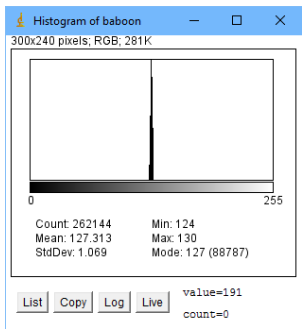 Histogram of baboon
300x240 pixels; RGB; 281K
0 255
Count: 262144 Min: 124
Mean: 127.313 Max: 130
StdDev: 1.069 Mode: 127 (88787)
List Copy Log Live value=191
count=0